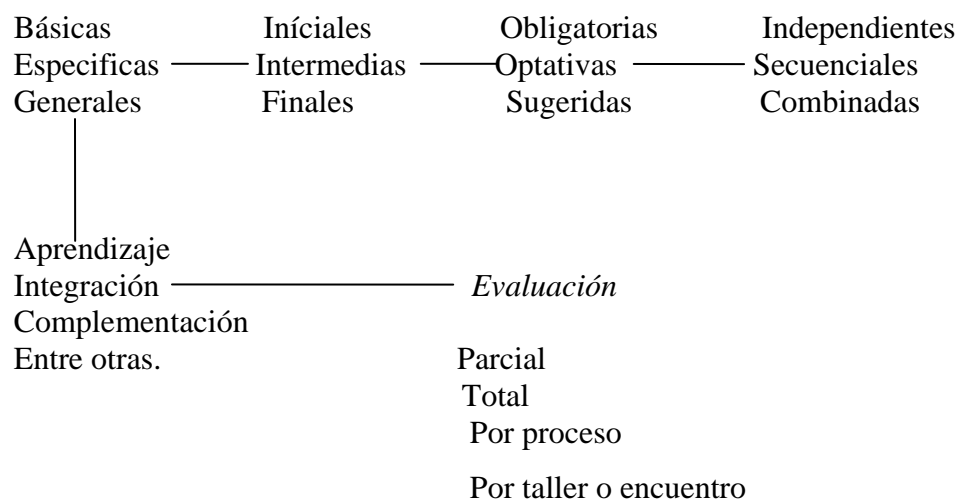 Básicas Iníciales Obligatorias Independientes
Especificas Intermedias Optativas Secuenciales
Generales Finales Sugeridas Combinadas
Aprendizaje
Integración Evaluación
Complementación
Entre otras. Parcial
Total
Por proceso
Por taller o encuentro